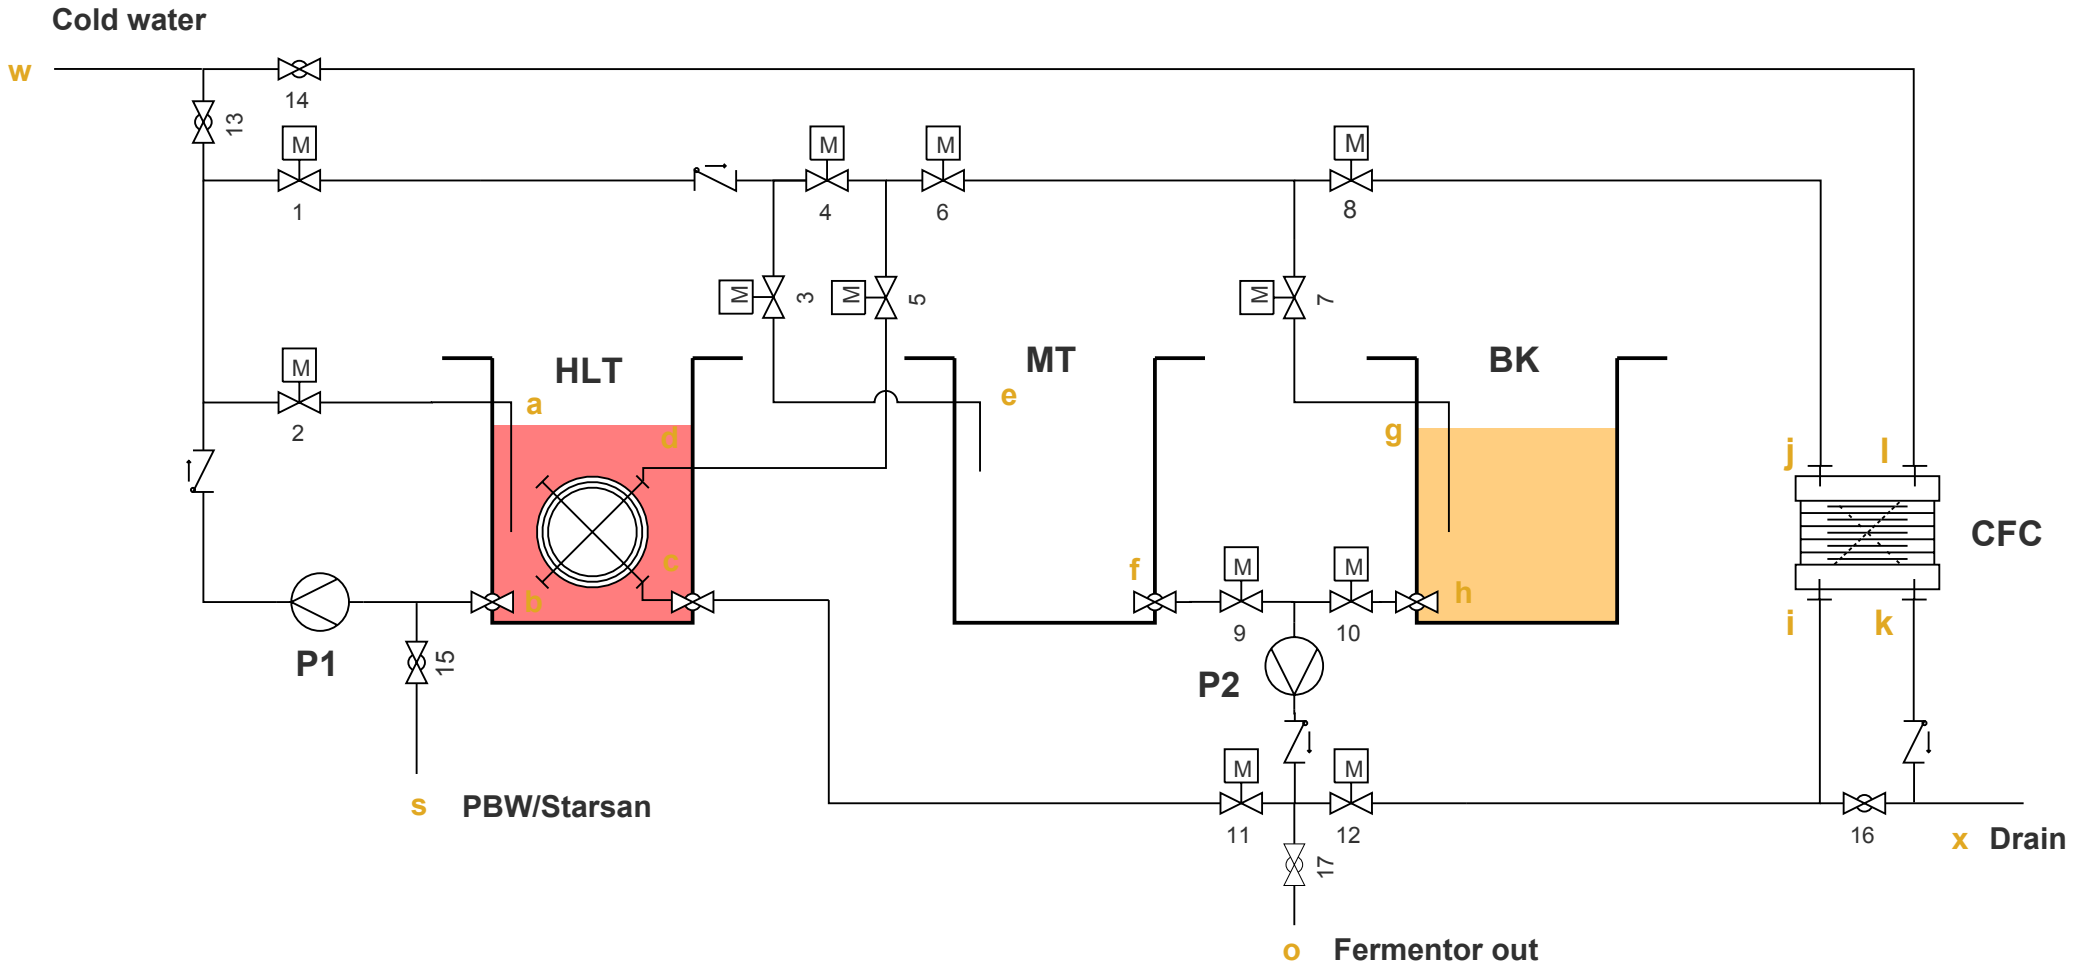 Cold water
w
14
13
M
M
M
M
1
4
6
8
M
3
M
5
M
7
M
2
HLT
MT
BK
a
e
d
g
j
l
CFC
c
f
M
M
b
h
9
10
i
k
P1
15
P2
M
M
s
PBW/Starsan
11
12
16
x
Drain
17
o
Fermentor out